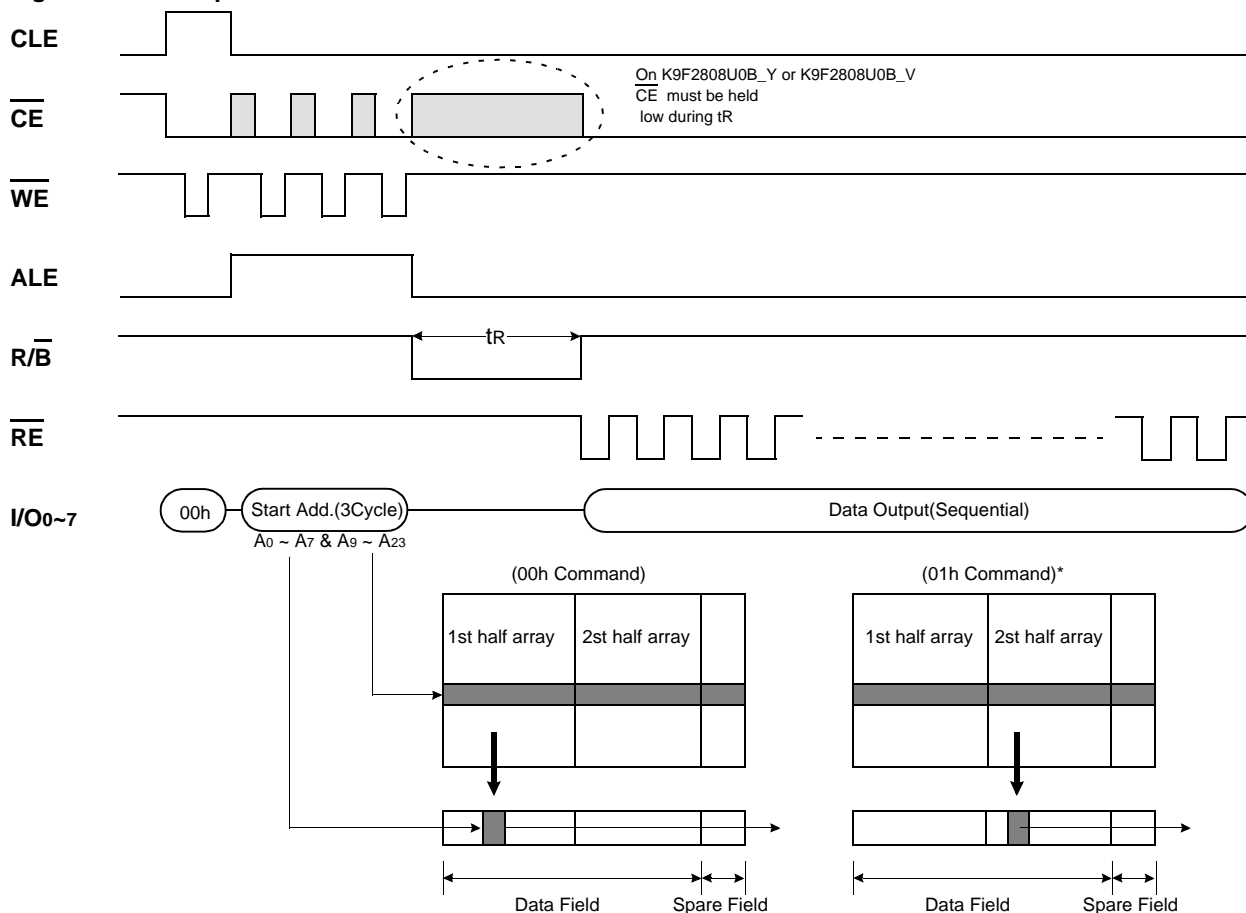 CLE
On K9F2808U0B_Y or K9F2808U0B_V
CE must be held
low during tR
CE
WE
ALE
tR
R/B
RE
I/O0~7
00h
Start Add.(3Cycle)
Data Output(Sequential)
A0 ~ A7 & A9 ~ A23
(00h Command)
(01h Command)*
1st half array
2st half array
1st half array
2st half array
Data Field
Spare Field
Data Field
Spare Field